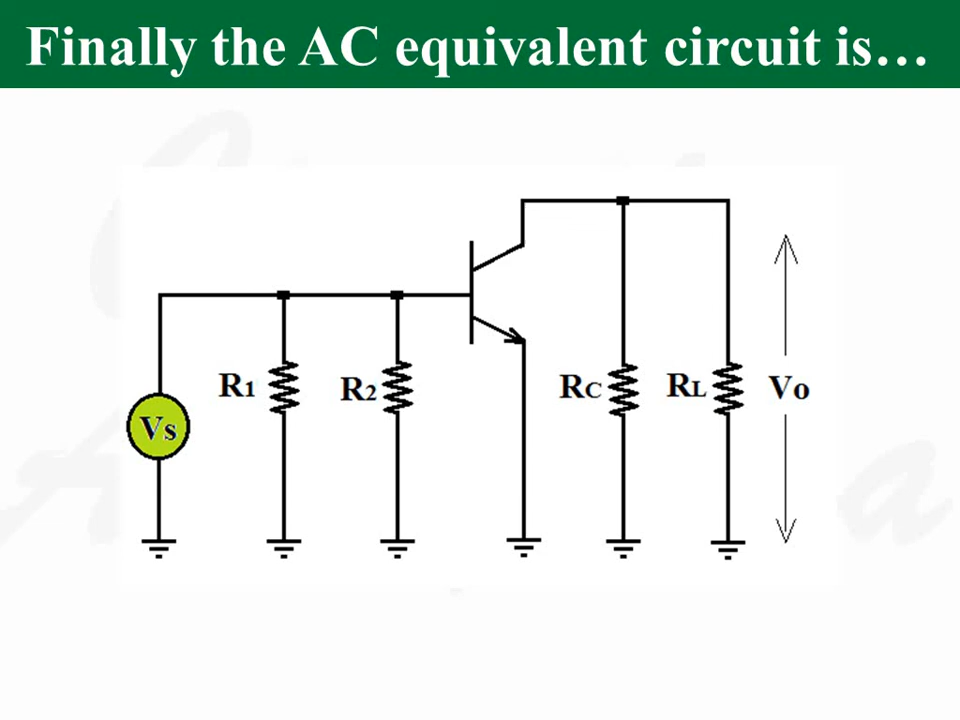 Finally the AC equivalent circuit is…
R1
R2
RC
RL
Vo
Vs